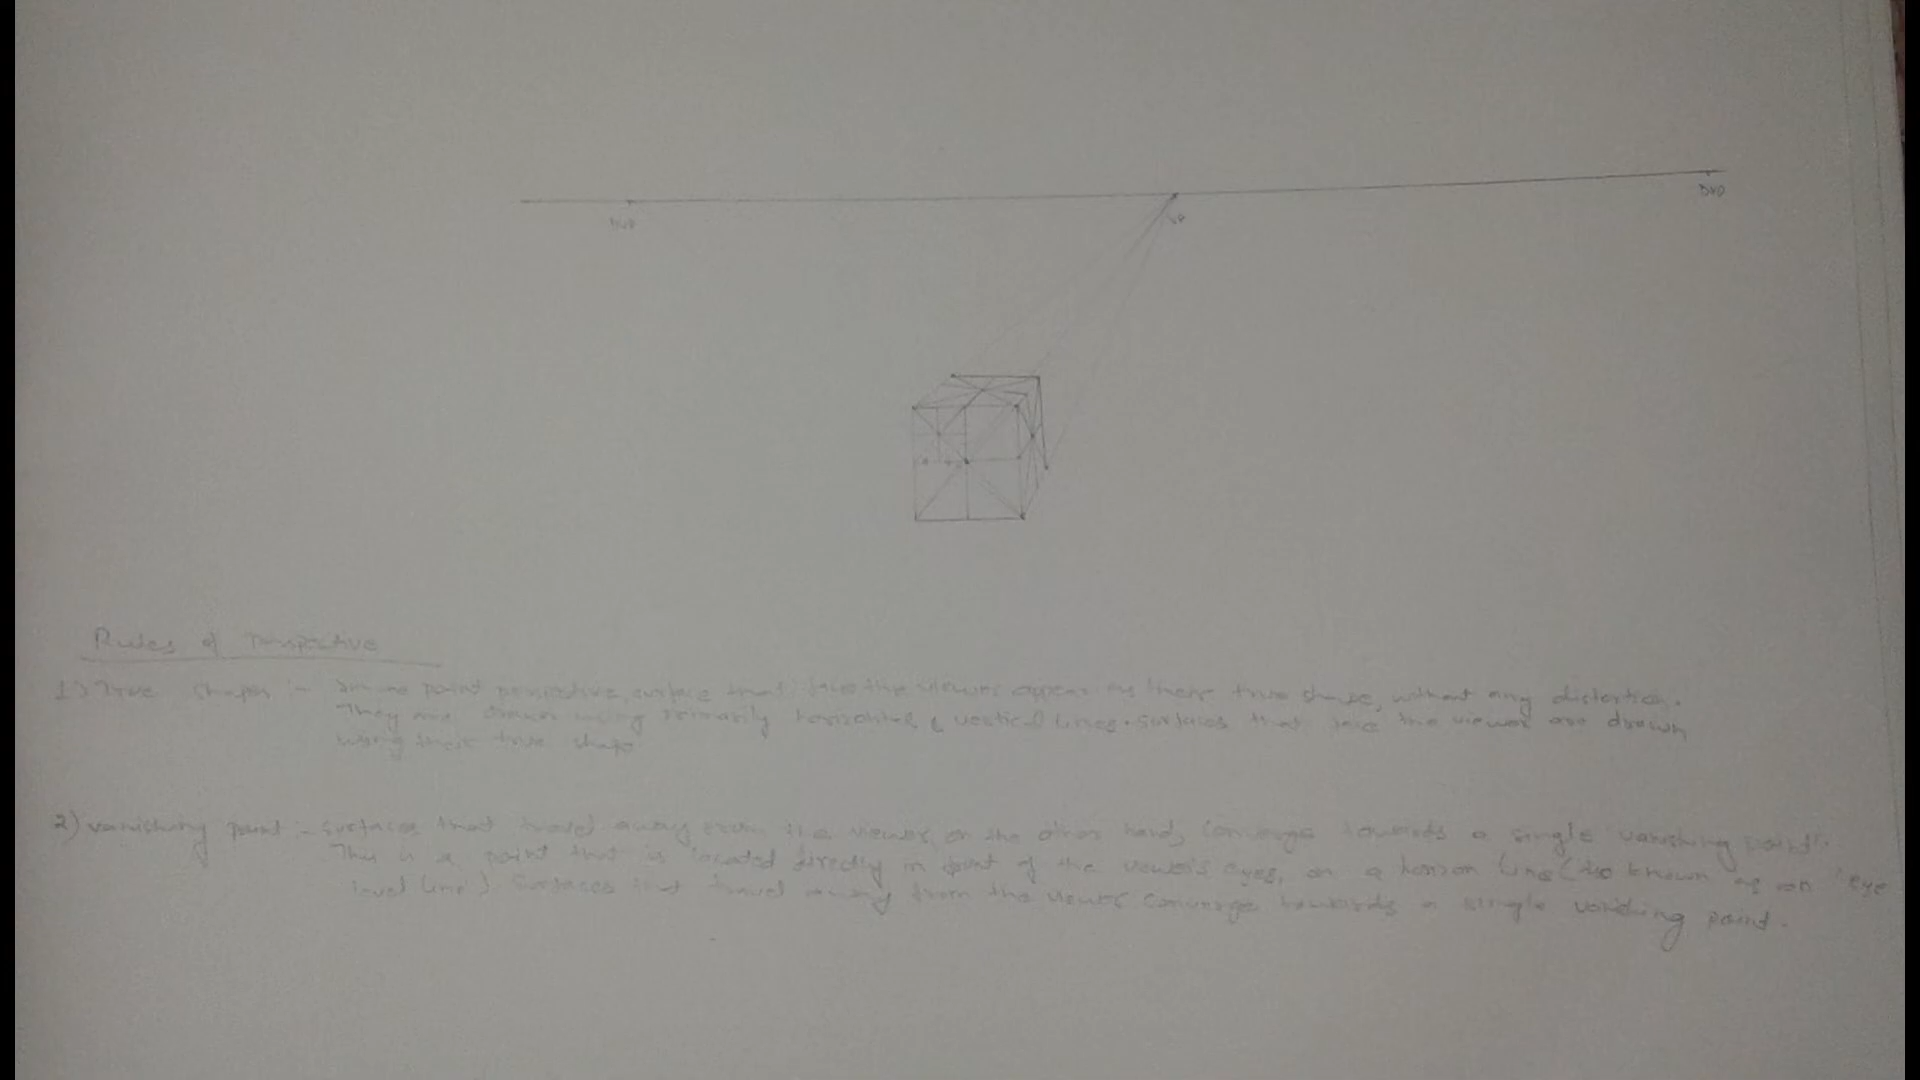 DVP
VP
DVP
Rules of Perspective
1) True shapes :- In one point perspective, surface that face the viewer appear as there true shape, without any distortion.
They are drawn using primarily horizontal & vertical lines. Surfaces that face the viewer are drawn
using their true shape
2) vanishing point :- Surfaces that travel away from the viewer, on the other hand, converge towards a single 'vanishing point'.
This is a point that is located directly in front of the viewer's eyes, on a horizon line (also known as an 'eye
level line'). Surfaces that travel away from the viewer converge towards a single vanishing point.